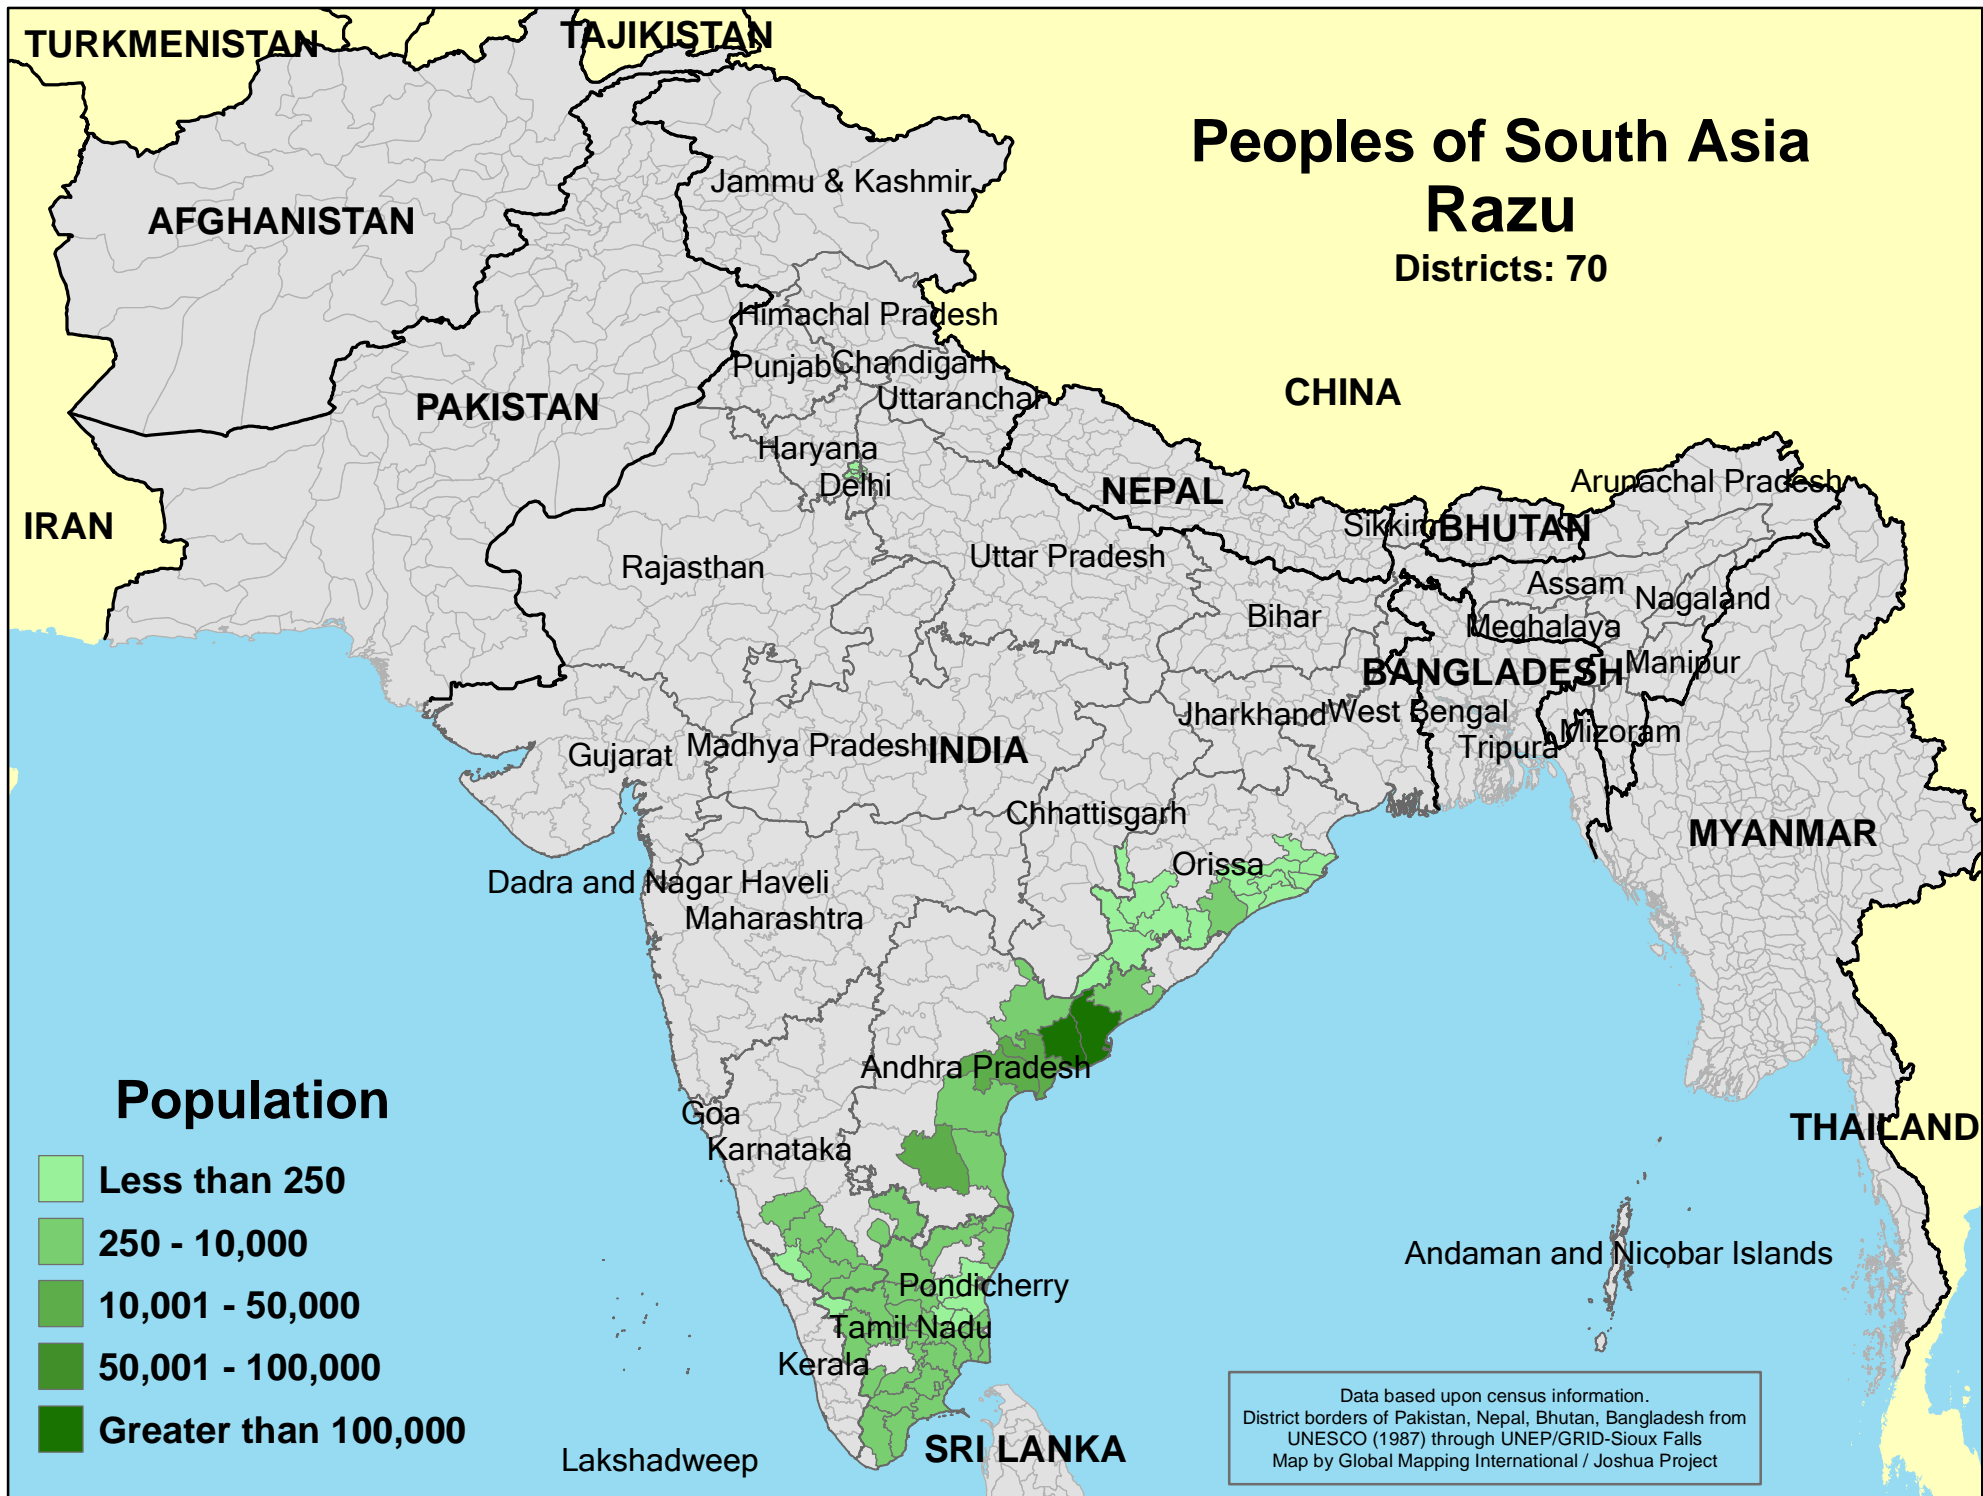 TURKMENISTAN
TAJIKISTAN
Peoples of South Asia
Razu
Districts: 70
Jammu & Kashmir
AFGHANISTAN
Himachal Pradesh
Punjab
Chandigarh
Uttaranchal
CHINA
PAKISTAN
Haryana
Delhi
NEPAL
Arunachal Pradesh
IRAN
Sikkim
BHUTAN
Rajasthan
Uttar Pradesh
Assam
Nagaland
Bihar
Meghalaya
BANGLADESH
Manipur
Jharkhand
West Bengal
Gujarat
Madhya Pradesh
INDIA
Tripura
Mizoram
Chhattisgarh
MYANMAR
Orissa
Dadra and Nagar Haveli
Maharashtra
Andhra Pradesh
Goa
Karnataka
THAILAND
Andaman and Nicobar Islands
Pondicherry
Tamil Nadu
Kerala
SRI LANKA
Lakshadweep
Population
Less than 250
250 - 10,000
10,001 - 50,000
50,001 - 100,000
Greater than 100,000
Data based upon census information.
District borders of Pakistan, Nepal, Bhutan, Bangladesh from
UNESCO (1987) through UNEP/GRID-Sioux Falls
Map by Global Mapping International / Joshua Project